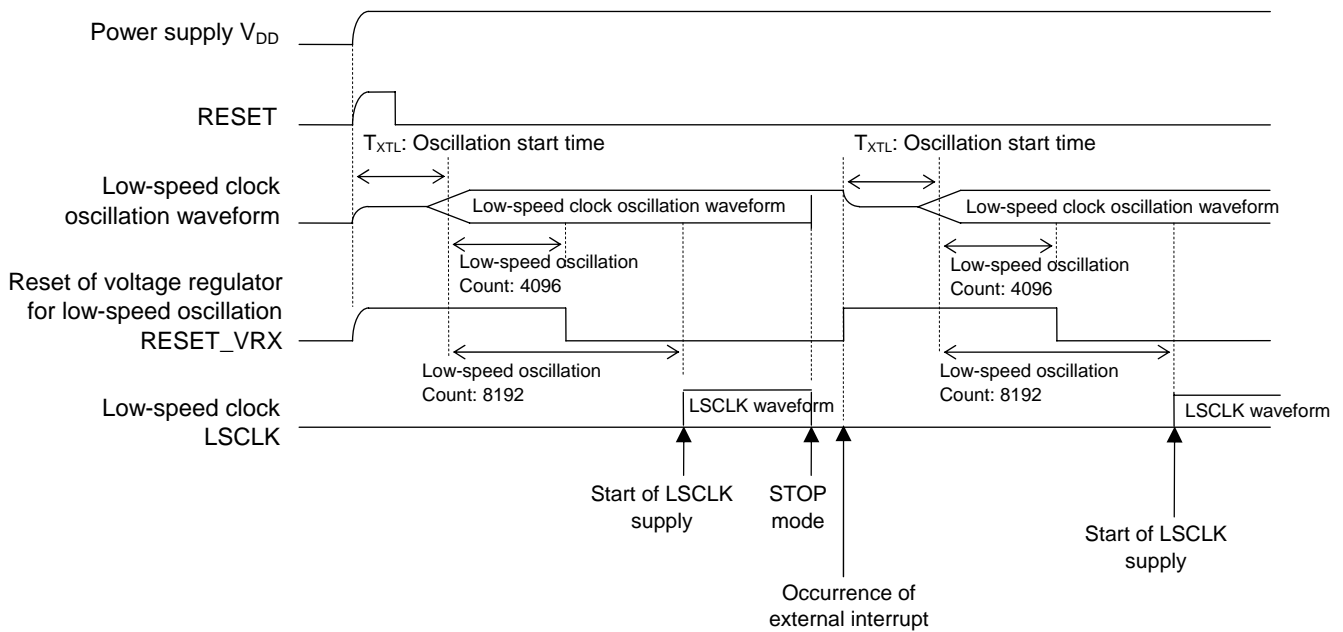 Power supply VDD
RESET
TXTL: Oscillation start time
TXTL: Oscillation start time
Low-speed clock
oscillation waveform
Low-speed clock oscillation waveform
Low-speed clock oscillation waveform
Low-speed oscillation
Count: 4096
Low-speed oscillation
Count: 4096
Reset of voltage regulator
for low-speed oscillation
RESET_VRX
Low-speed oscillation
Count: 8192
Low-speed oscillation
Count: 8192
Low-speed clock
LSCLK
LSCLK waveform
LSCLK waveform
Start of LSCLK
supply
STOP
mode
Start of LSCLK
supply
Occurrence of
external interrupt